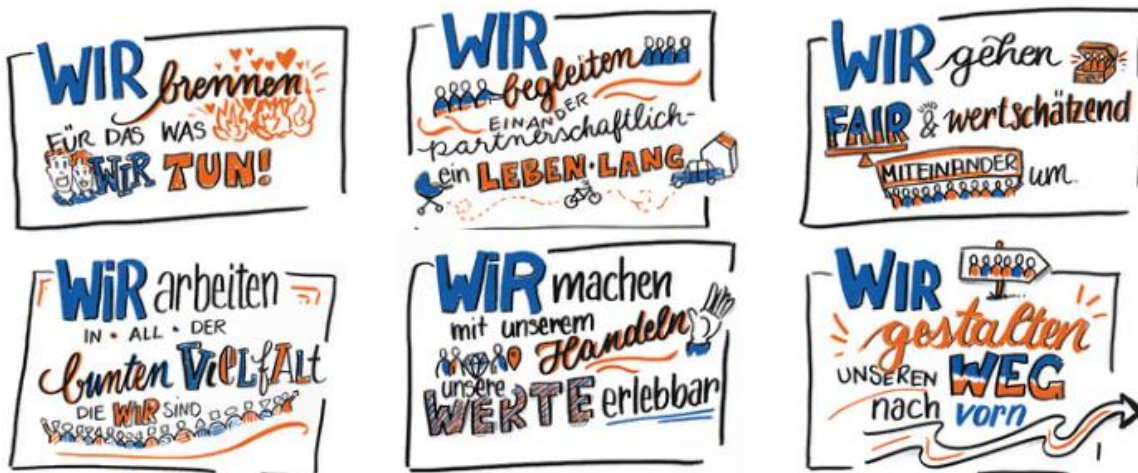 WIR
brennen
FÜR DAS WAS
WIR TUN!
WIR
begleiten
EINANDER
partnerschaftlich-
ein LEBEN·LANG
WIR gehen
FAIR UND & wertschätzend
MITEINANDER um.
WiR arbeiten
IN • ALL • DER
bunten VIELfALT
DIE WIR SIND
WiR machen
mit unserem
Handeln
unsere
WERTE erlebbar
WIR
gestalten
UNSEREN WEG
nach vorn